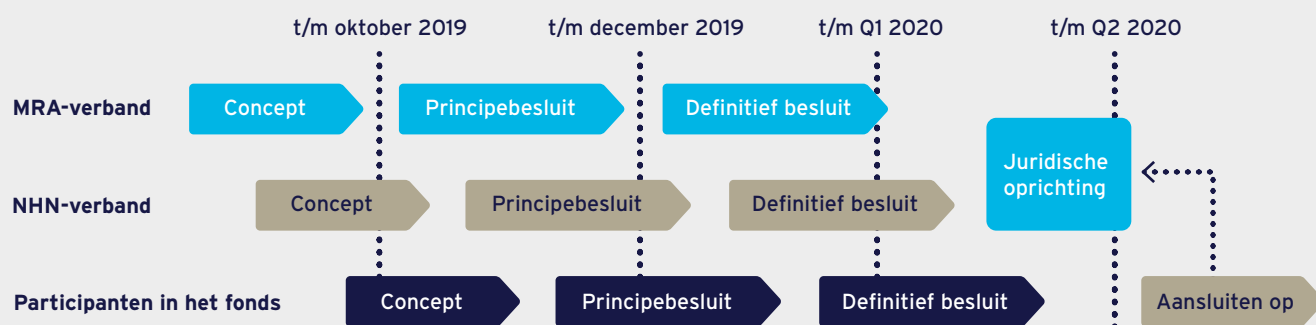 t/m oktober 2019 t/m december 2019 t/m Q1 2020 t/m Q2 2020
MRA-verband Concept Principebesluit Definitief besluit
Juridische
oprichting
NHN-verband Concept Principebesluit Definitief besluit
Participanten in het fonds Concept Principebesluit Definitief besluit Aansluiten op